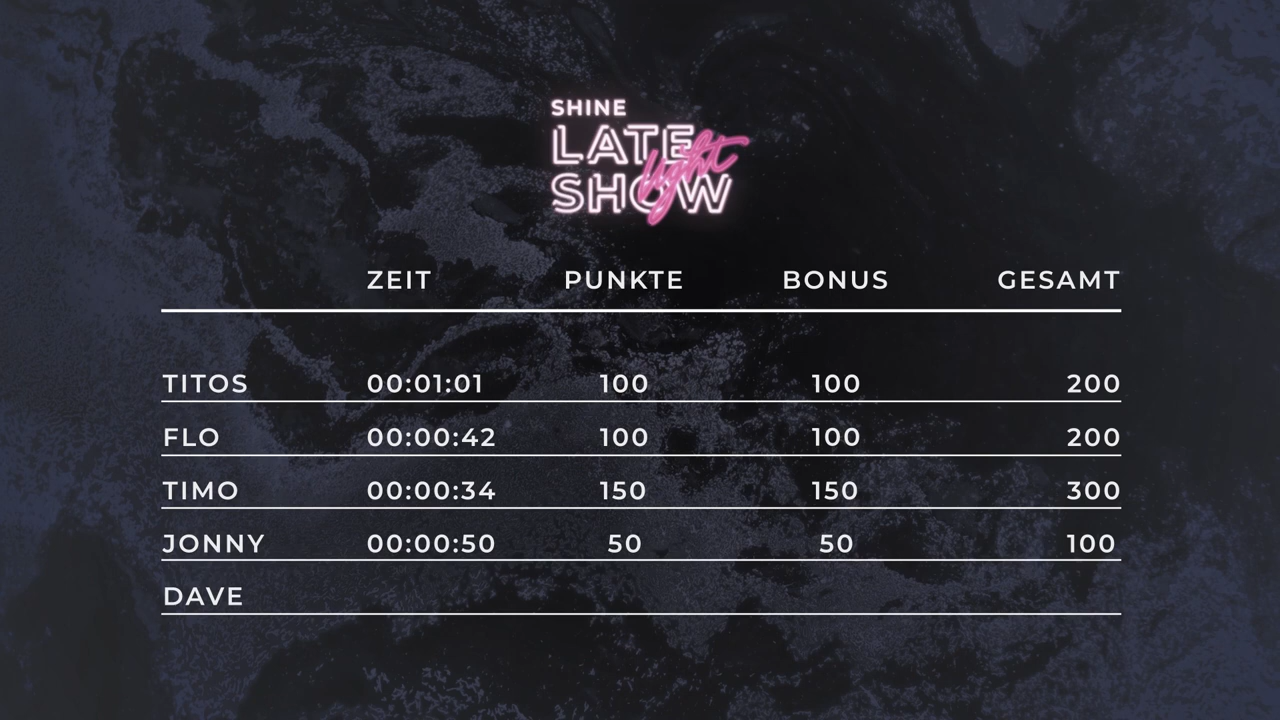 SHINE
LATE
light
SHOW
ZEIT PUNKTE BONUS GESAMT
TITOS 00:01:01 100 100 200
FLO 00:00:42 100 100 200
TIMO 00:00:34 150 150 300
JONNY 00:00:50 50 50 100
DAVE